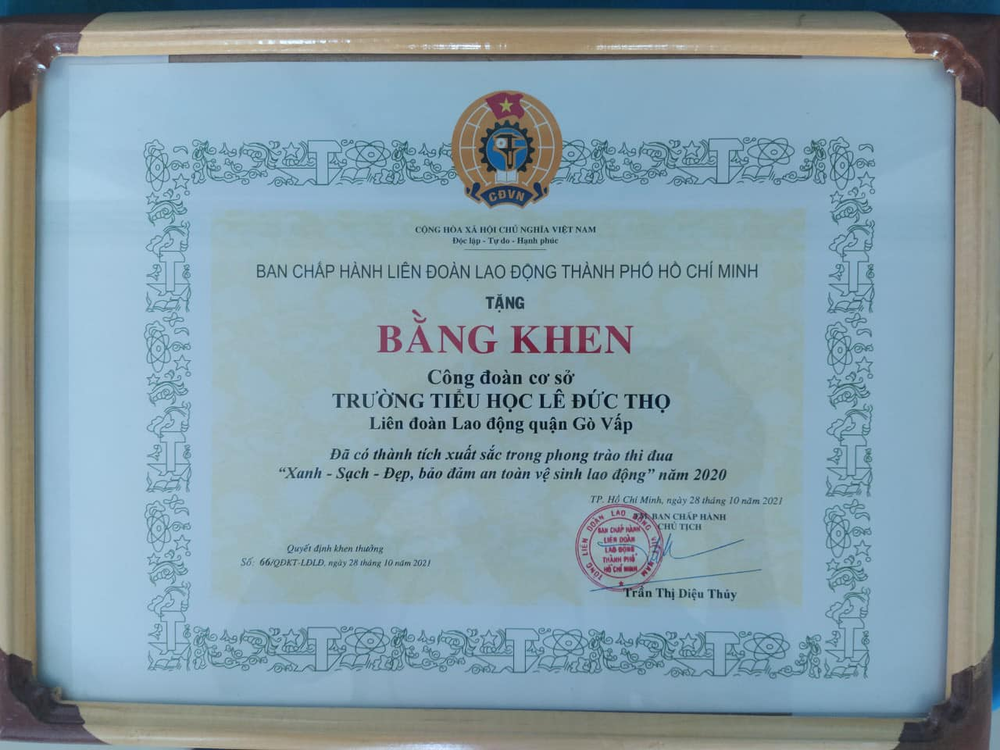 CĐVN
CỘNG HÒA XÃ HỘI CHỦ NGHĨA VIỆT NAM
Độc lập - Tự do - Hạnh phúc
BAN CHẤP HÀNH LIÊN ĐOÀN LAO ĐỘNG THÀNH PHỐ HỒ CHÍ MINH
TẶNG
BẰNG KHEN
Công đoàn cơ sở
TRƯỜNG TIỂU HỌC LÊ ĐỨC THỌ
Liên đoàn Lao động quận Gò Vấp
Đã có thành tích xuất sắc trong phong trào thi đua
“Xanh - Sạch - Đẹp, bảo đảm an toàn vệ sinh lao động” năm 2020
TP. Hồ Chí Minh, ngày 28 tháng 10 năm 2021
TM. BAN CHẤP HÀNH
CHỦ TỊCH
TỔNG LIÊN ĐOÀN LAO ĐỘNG VIỆT NAM
BAN CHẤP HÀNH
LIÊN ĐOÀN
LAO ĐỘNG
THÀNH PHỐ
HỒ CHÍ MINH
Quyết định khen thưởng
Số: 66/QĐKT-LĐLĐ, ngày 28 tháng 10 năm 2021
Trần Thị Diệu Thúy